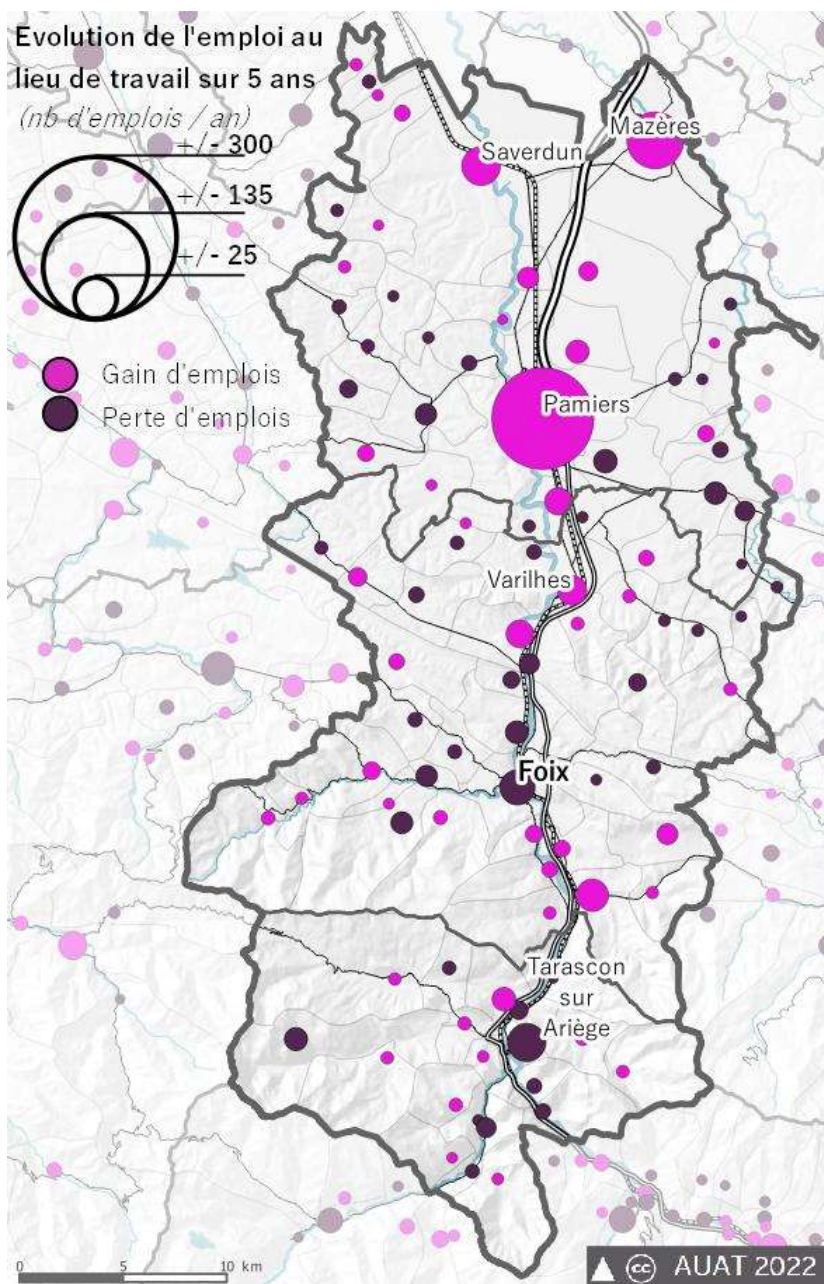 Evolution de l'emploi au
lieu de travail sur 5 ans
(nb d'emplois / an)
+/- 300
+/- 135
+/- 25
Gain d'emplois
Perte d'emplois
Mazères
Saverdun
Pamiers
Varilhes
Foix
Tarascon
sur
Ariège
0 5 10 km
cc AUAT 2022